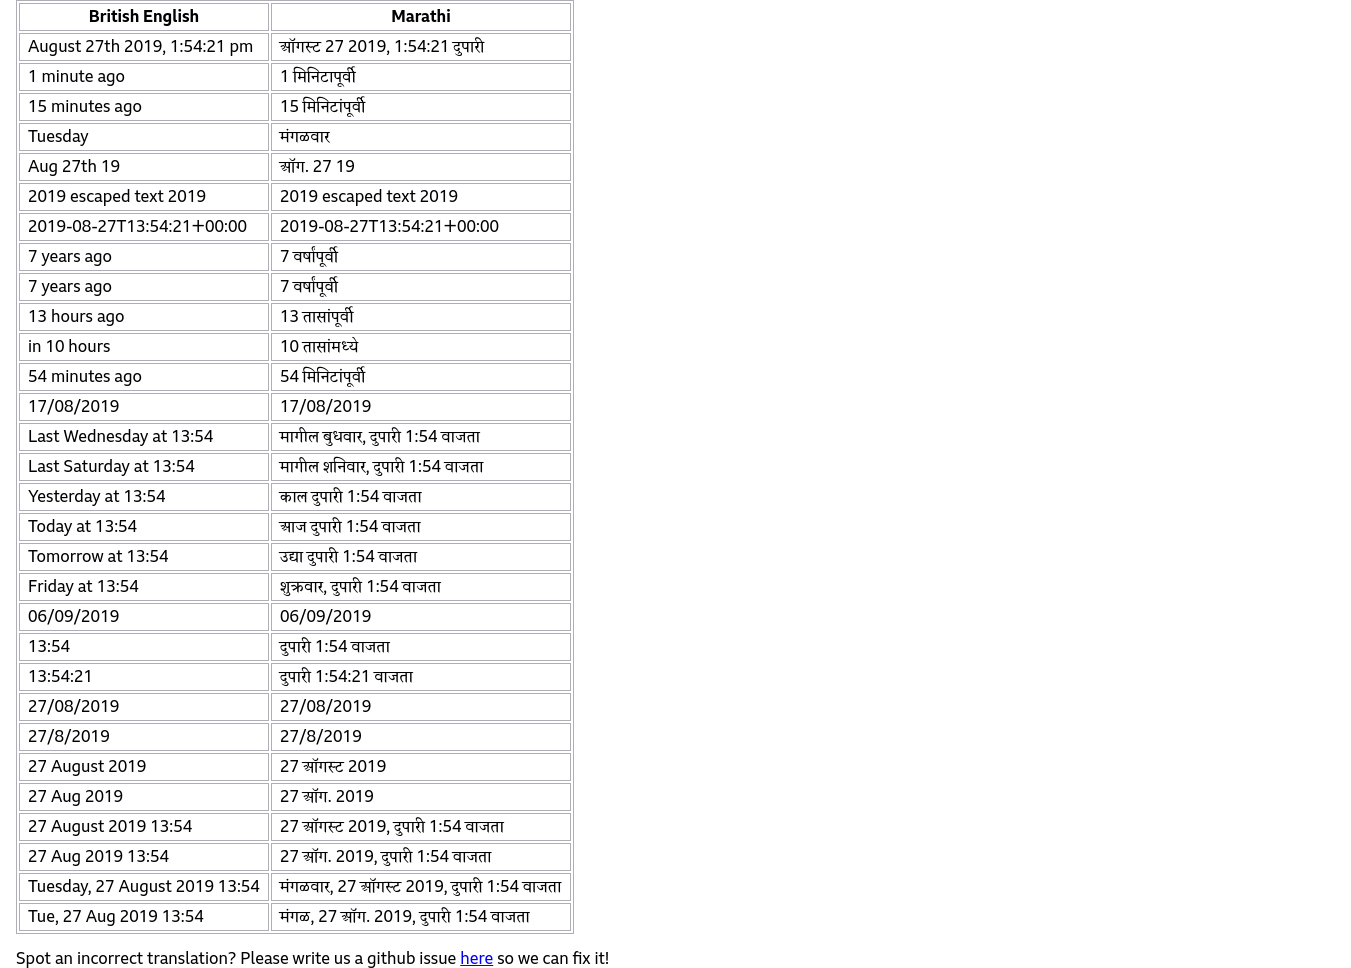 British English Marathi
August 27th 2019, 1:54:21 pm ऑगस्ट 27 2019, 1:54:21 दुपारी
1 minute ago 1 मिनिटापूर्वी
15 minutes ago 15 मिनिटांपूर्वी
Tuesday मंगळवार
Aug 27th 19 ऑग. 27 19
2019 escaped text 2019 2019 escaped text 2019
2019-08-27T13:54:21+00:00 2019-08-27T13:54:21+00:00
7 years ago 7 वर्षांपूर्वी
7 years ago 7 वर्षांपूर्वी
13 hours ago 13 तासांपूर्वी
in 10 hours 10 तासांमध्ये
54 minutes ago 54 मिनिटांपूर्वी
17/08/2019 17/08/2019
Last Wednesday at 13:54 मागील बुधवार, दुपारी 1:54 वाजता
Last Saturday at 13:54 मागील शनिवार, दुपारी 1:54 वाजता
Yesterday at 13:54 काल दुपारी 1:54 वाजता
Today at 13:54 आज दुपारी 1:54 वाजता
Tomorrow at 13:54 उद्या दुपारी 1:54 वाजता
Friday at 13:54 शुक्रवार, दुपारी 1:54 वाजता
06/09/2019 06/09/2019
13:54 दुपारी 1:54 वाजता
13:54:21 दुपारी 1:54:21 वाजता
27/08/2019 27/08/2019
27/8/2019 27/8/2019
27 August 2019 27 ऑगस्ट 2019
27 Aug 2019 27 ऑग. 2019
27 August 2019 13:54 27 ऑगस्ट 2019, दुपारी 1:54 वाजता
27 Aug 2019 13:54 27 ऑग. 2019, दुपारी 1:54 वाजता
Tuesday, 27 August 2019 13:54 मंगळवार, 27 ऑगस्ट 2019, दुपारी 1:54 वाजता
Tue, 27 Aug 2019 13:54 मंगळ, 27 ऑग. 2019, दुपारी 1:54 वाजता
Spot an incorrect translation? Please write us a github issue here so we can fix it!